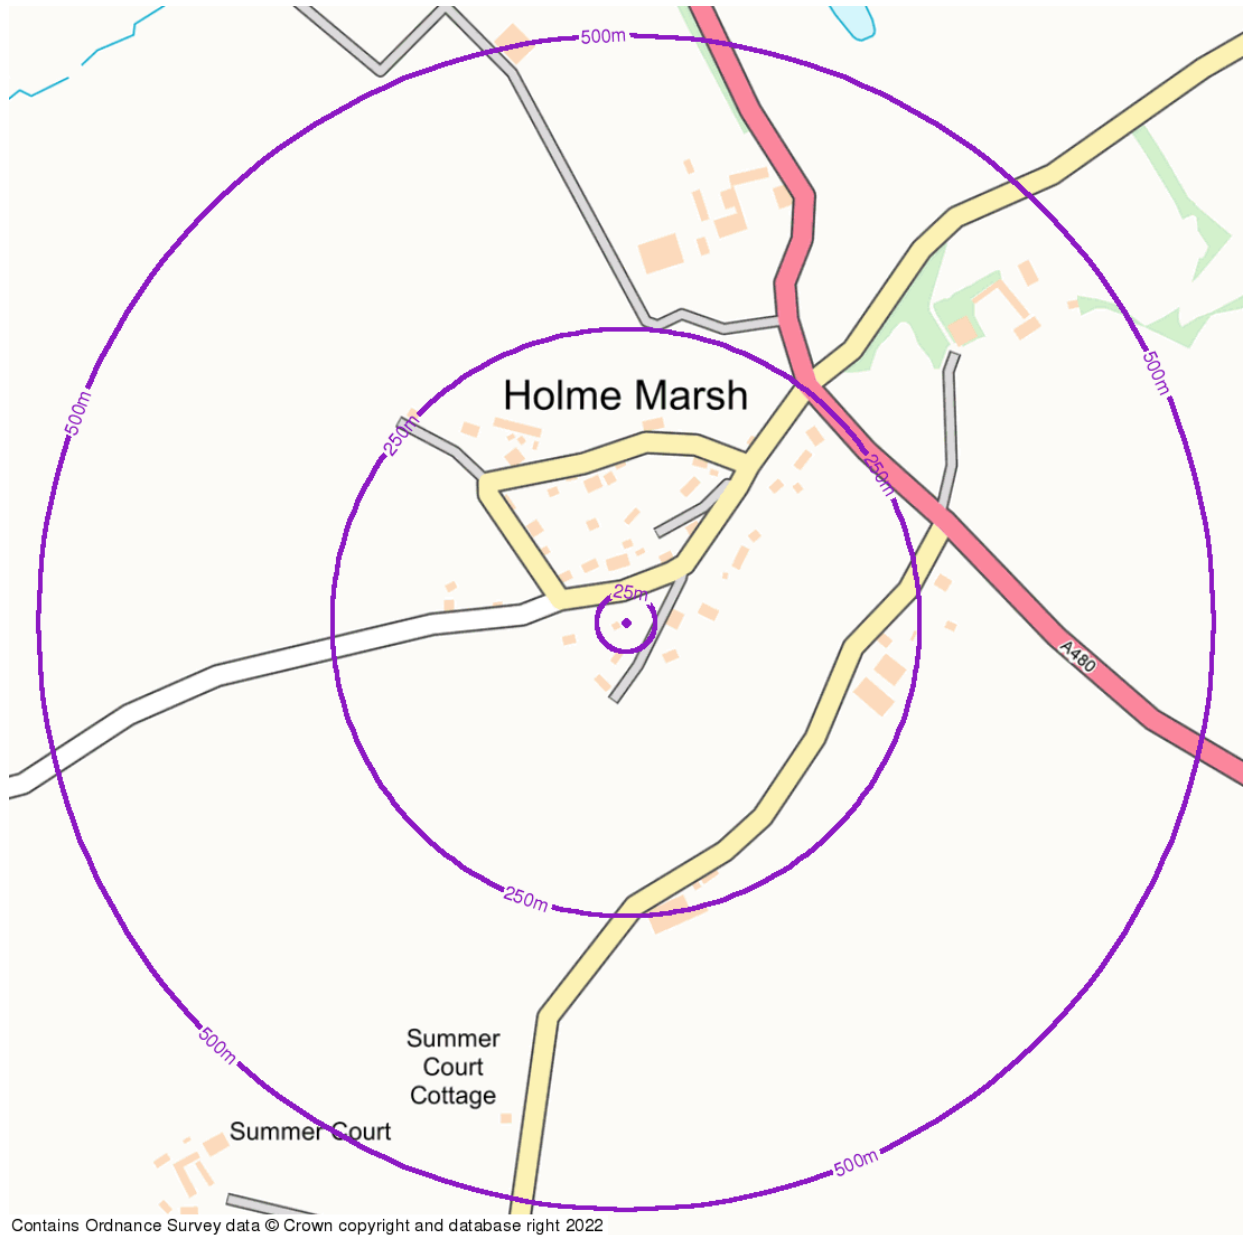 500m
Holme Marsh
500m
500m
250m
250m
25m
A480
250m
Summer
Court
Cottage
500m
Summer Court
500m
Contains Ordnance Survey data © Crown copyright and database right 2022